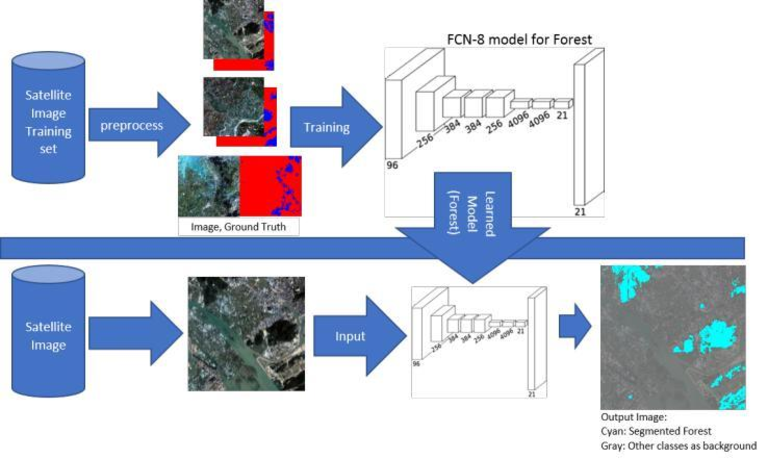 FCN-8 model for Forest
Satellite
Image
Training
set
preprocess
Training
96
256
384
384
256
4096
4096
21
21
Image, Ground Truth
Learned
Model
(Forest)
Satellite
Image
Input
96
256
384
384
256
4096
4096
21
21
Output Image:
Cyan: Segmented Forest
Gray: Other classes as background